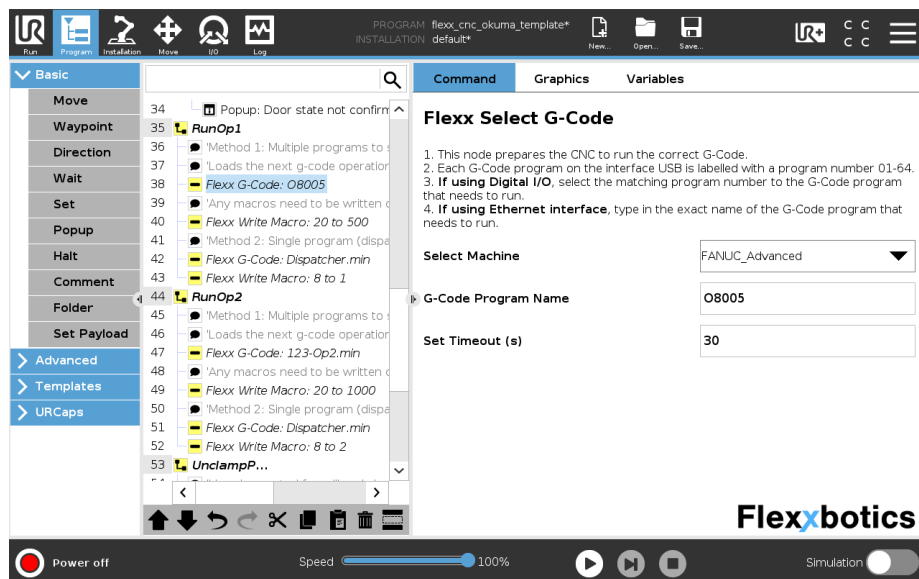 PROGRAM flexx_cnc_okuma_template*
INSTALLATION default*
Run
Program
Installation
Move
I/O
Log
New...
Open...
Save...
UR+
C C
C C
Basic
Move
Waypoint
Direction
Wait
Set
Popup
Halt
Comment
Folder
Set Payload
Advanced
Templates
URCaps
34 Popup: Door state not confirm
35 RunOp1
36 'Method 1: Multiple programs to s
37 'Loads the next g-code operation
38 Flexx G-Code: O8005
39 'Any macros need to be written o
40 Flexx Write Macro: 20 to 500
41 'Method 2: Single program (dispa
42 Flexx G-Code: Dispatcher.min
43 Flexx Write Macro: 8 to 1
44 RunOp2
45 'Method 1: Multiple programs to s
46 'Loads the next g-code operation
47 Flexx G-Code: 123-Op2.min
48 'Any macros need to be written o
49 Flexx Write Macro: 20 to 1000
50 'Method 2: Single program (dispa
51 Flexx G-Code: Dispatcher.min
52 Flexx Write Macro: 8 to 2
53 UnclampP...
Command
Graphics
Variables
Flexx Select G-Code
1. This node prepares the CNC to run the correct G-Code.
2. Each G-Code program on the interface USB is labelled with a program number 01-64.
3. If using Digital I/O, select the matching program number to the G-Code program
that needs to run.
4. If using Ethernet interface, type in the exact name of the G-Code program that
needs to run.
Select Machine
FANUC_Advanced
G-Code Program Name
O8005
Set Timeout (s)
30
Flexxbotics
Power off
Speed
100%
Simulation